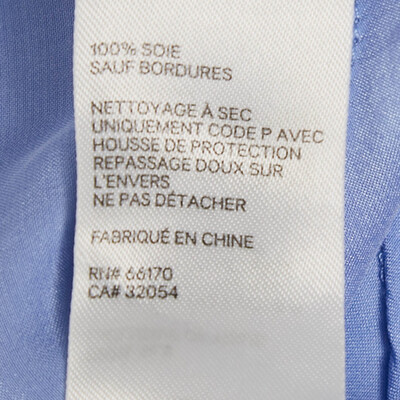 100% SOIE
SAUF BORDURES
NETTOYAGE À SEC
UNIQUEMENT CODE P AVEC
HOUSSE DE PROTECTION
REPASSAGE DOUX SUR
L'ENVERS
NE PAS DÉTACHER
FABRIQUÉ EN CHINE
RN# 66170
CA# 32054